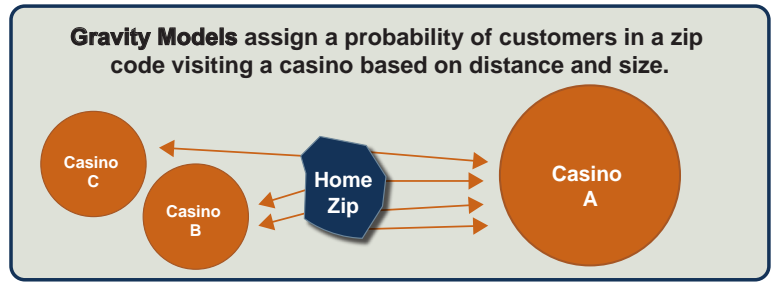 Gravity Models assign a probability of customers in a zip
code visiting a casino based on distance and size.
Casino
C
Casino
B
Home
Zip
Casino
A